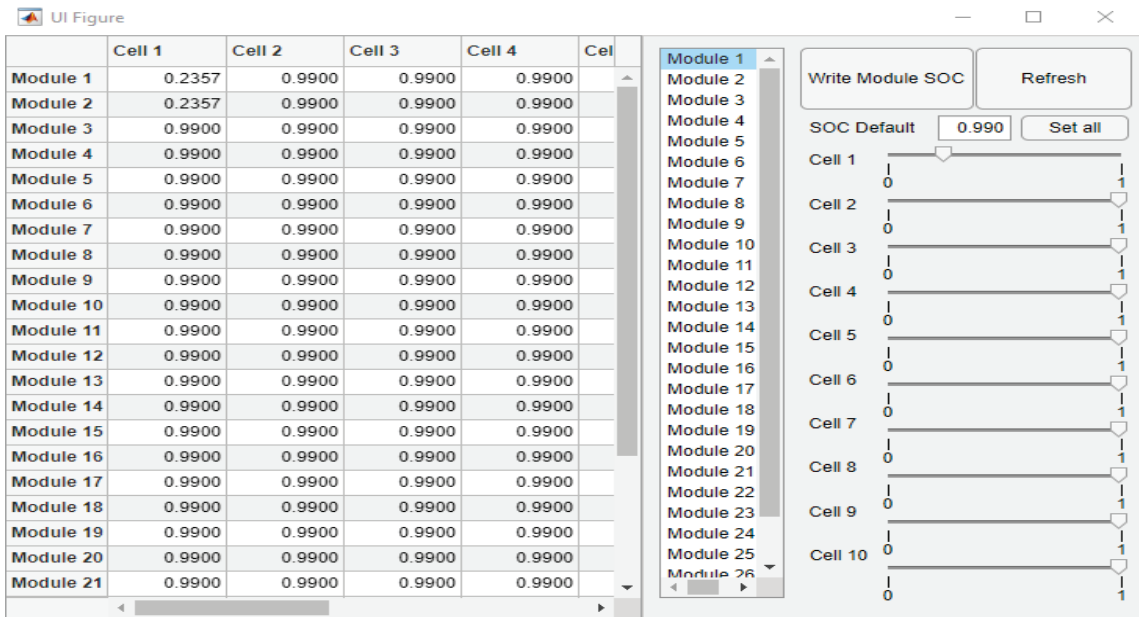 UI Figure
Cell 1 Cell 2 Cell 3 Cell 4 Cel
Module 1 0.2357 0.9900 0.9900 0.9900
Module 2 0.2357 0.9900 0.9900 0.9900
Module 3 0.9900 0.9900 0.9900 0.9900
Module 4 0.9900 0.9900 0.9900 0.9900
Module 5 0.9900 0.9900 0.9900 0.9900
Module 6 0.9900 0.9900 0.9900 0.9900
Module 7 0.9900 0.9900 0.9900 0.9900
Module 8 0.9900 0.9900 0.9900 0.9900
Module 9 0.9900 0.9900 0.9900 0.9900
Module 10 0.9900 0.9900 0.9900 0.9900
Module 11 0.9900 0.9900 0.9900 0.9900
Module 12 0.9900 0.9900 0.9900 0.9900
Module 13 0.9900 0.9900 0.9900 0.9900
Module 14 0.9900 0.9900 0.9900 0.9900
Module 15 0.9900 0.9900 0.9900 0.9900
Module 16 0.9900 0.9900 0.9900 0.9900
Module 17 0.9900 0.9900 0.9900 0.9900
Module 18 0.9900 0.9900 0.9900 0.9900
Module 19 0.9900 0.9900 0.9900 0.9900
Module 20 0.9900 0.9900 0.9900 0.9900
Module 21 0.9900 0.9900 0.9900 0.9900
Module 1
Module 2
Module 3
Module 4
Module 5
Module 6
Module 7
Module 8
Module 9
Module 10
Module 11
Module 12
Module 13
Module 14
Module 15
Module 16
Module 17
Module 18
Module 19
Module 20
Module 21
Module 22
Module 23
Module 24
Module 25
Module 26
Write Module SOC Refresh
SOC Default 0.990 Set all
Cell 1
0 1
Cell 2
0 1
Cell 3
0 1
Cell 4
0 1
Cell 5
0 1
Cell 6
0 1
Cell 7
0 1
Cell 8
0 1
Cell 9
0 1
Cell 10
0 1